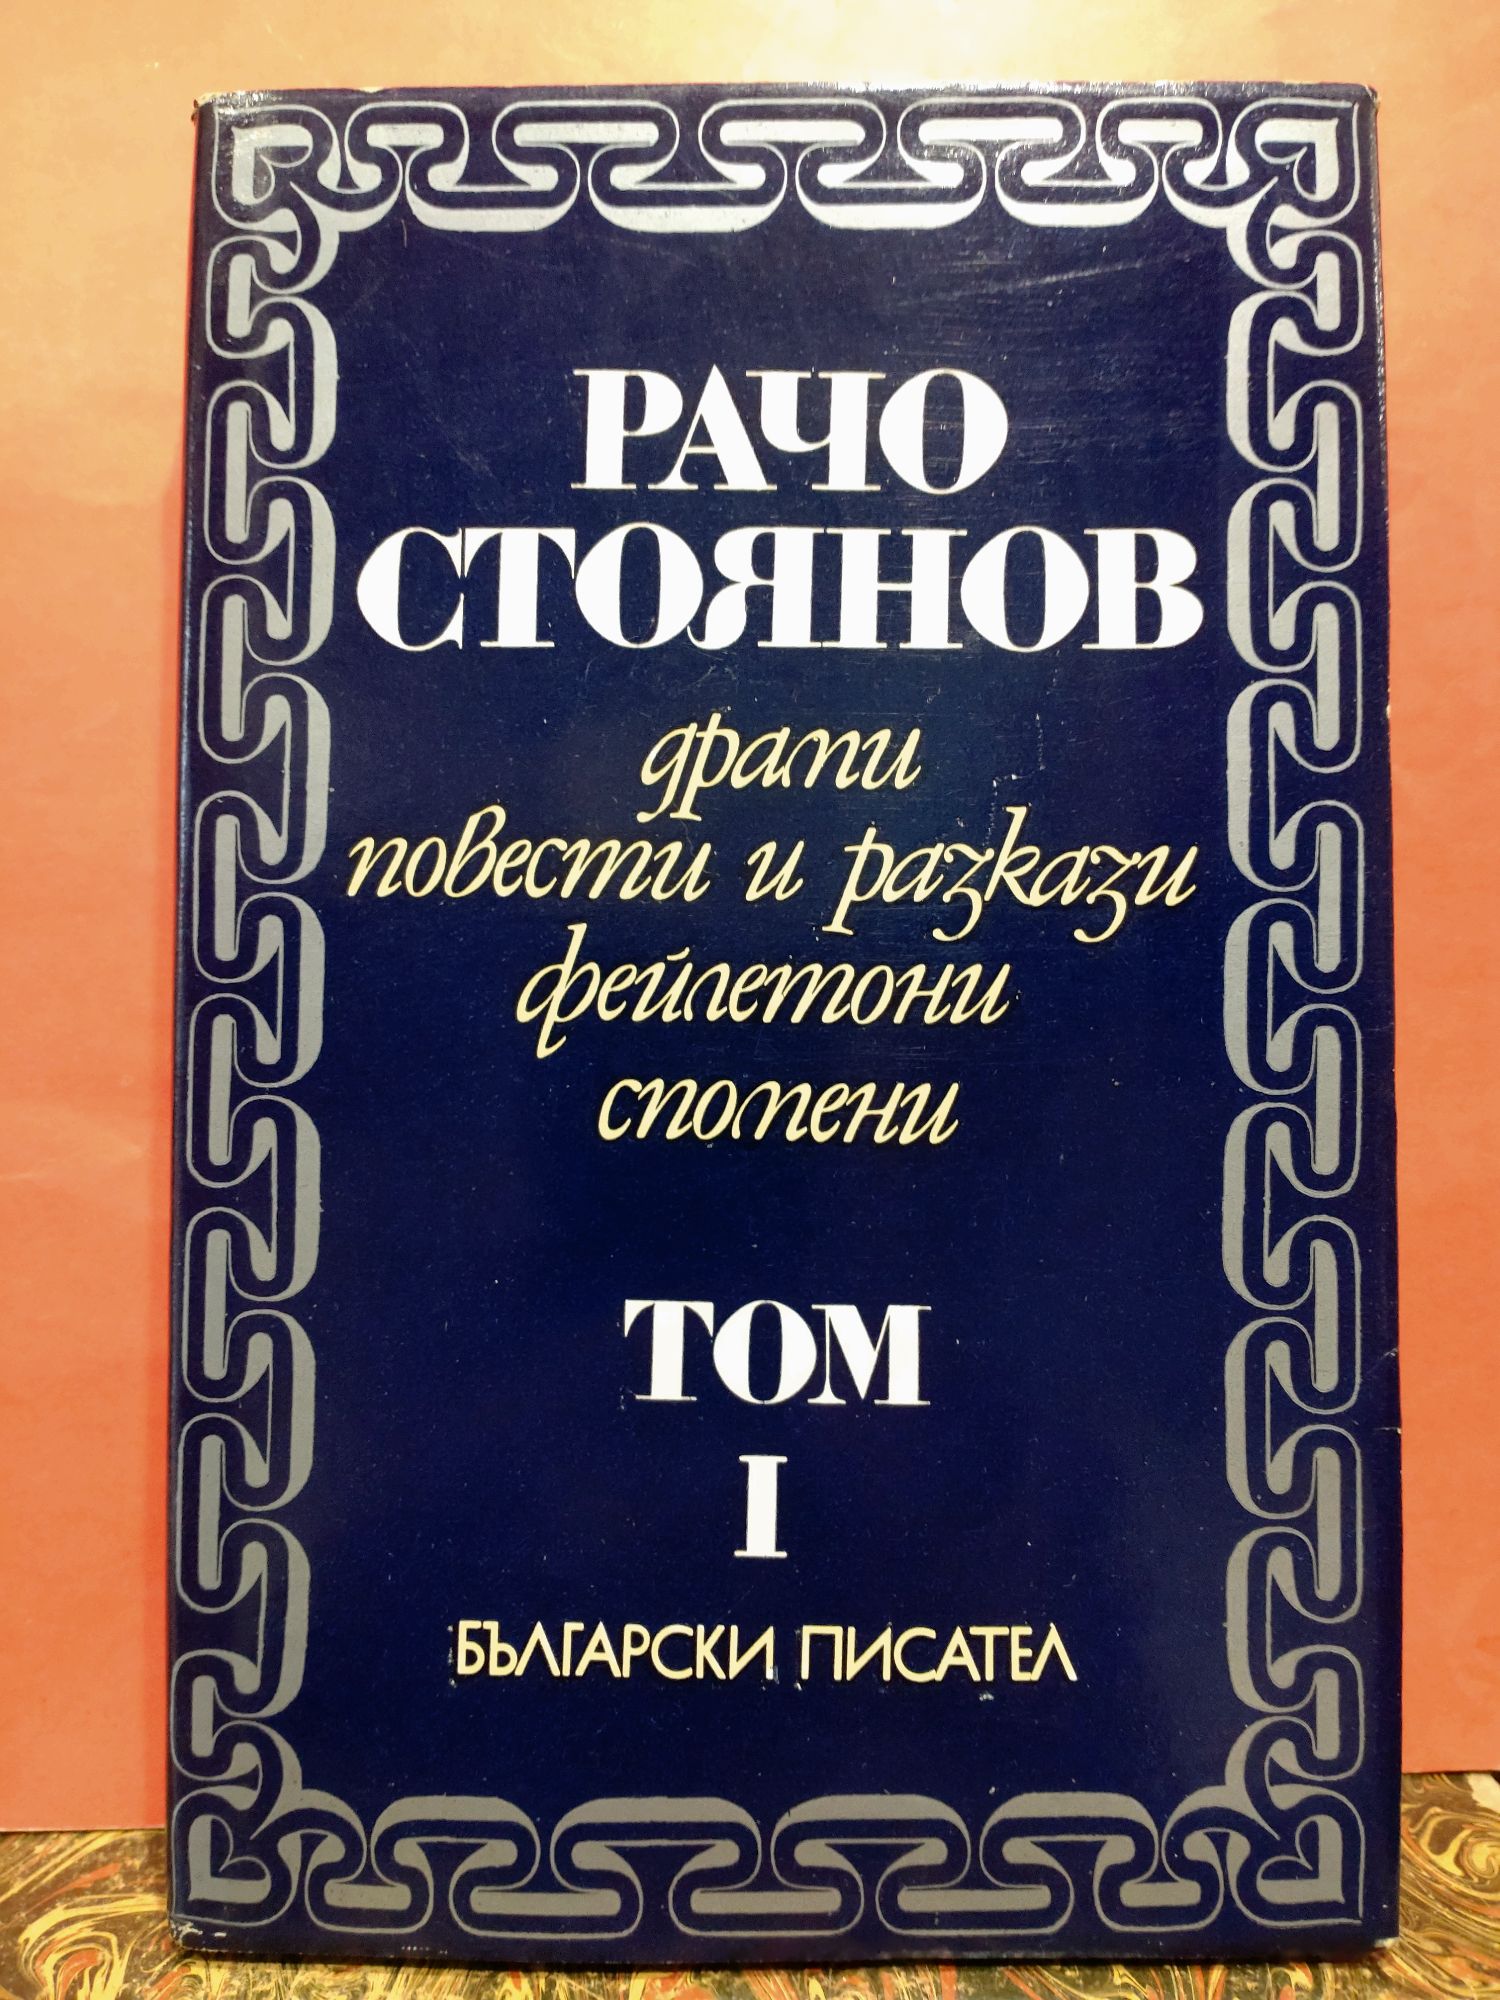 РАЧО
СТОЯНОВ
драми
повести и разкази
фейлетони
спомени
ТОМ
I
БЪЛГАРСКИ ПИСАТЕЛ